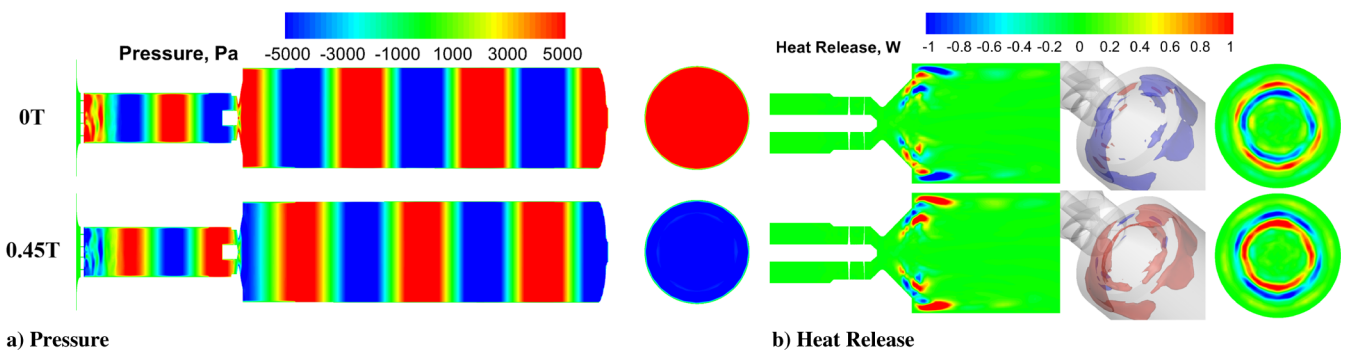 Pressure, Pa
-5000 -3000 -1000 1000 3000 5000
Heat Release, W
-1 -0.8 -0.6 -0.4 -0.2 0 0.2 0.4 0.6 0.8 1
0T
0.45T
a) Pressure
b) Heat Release